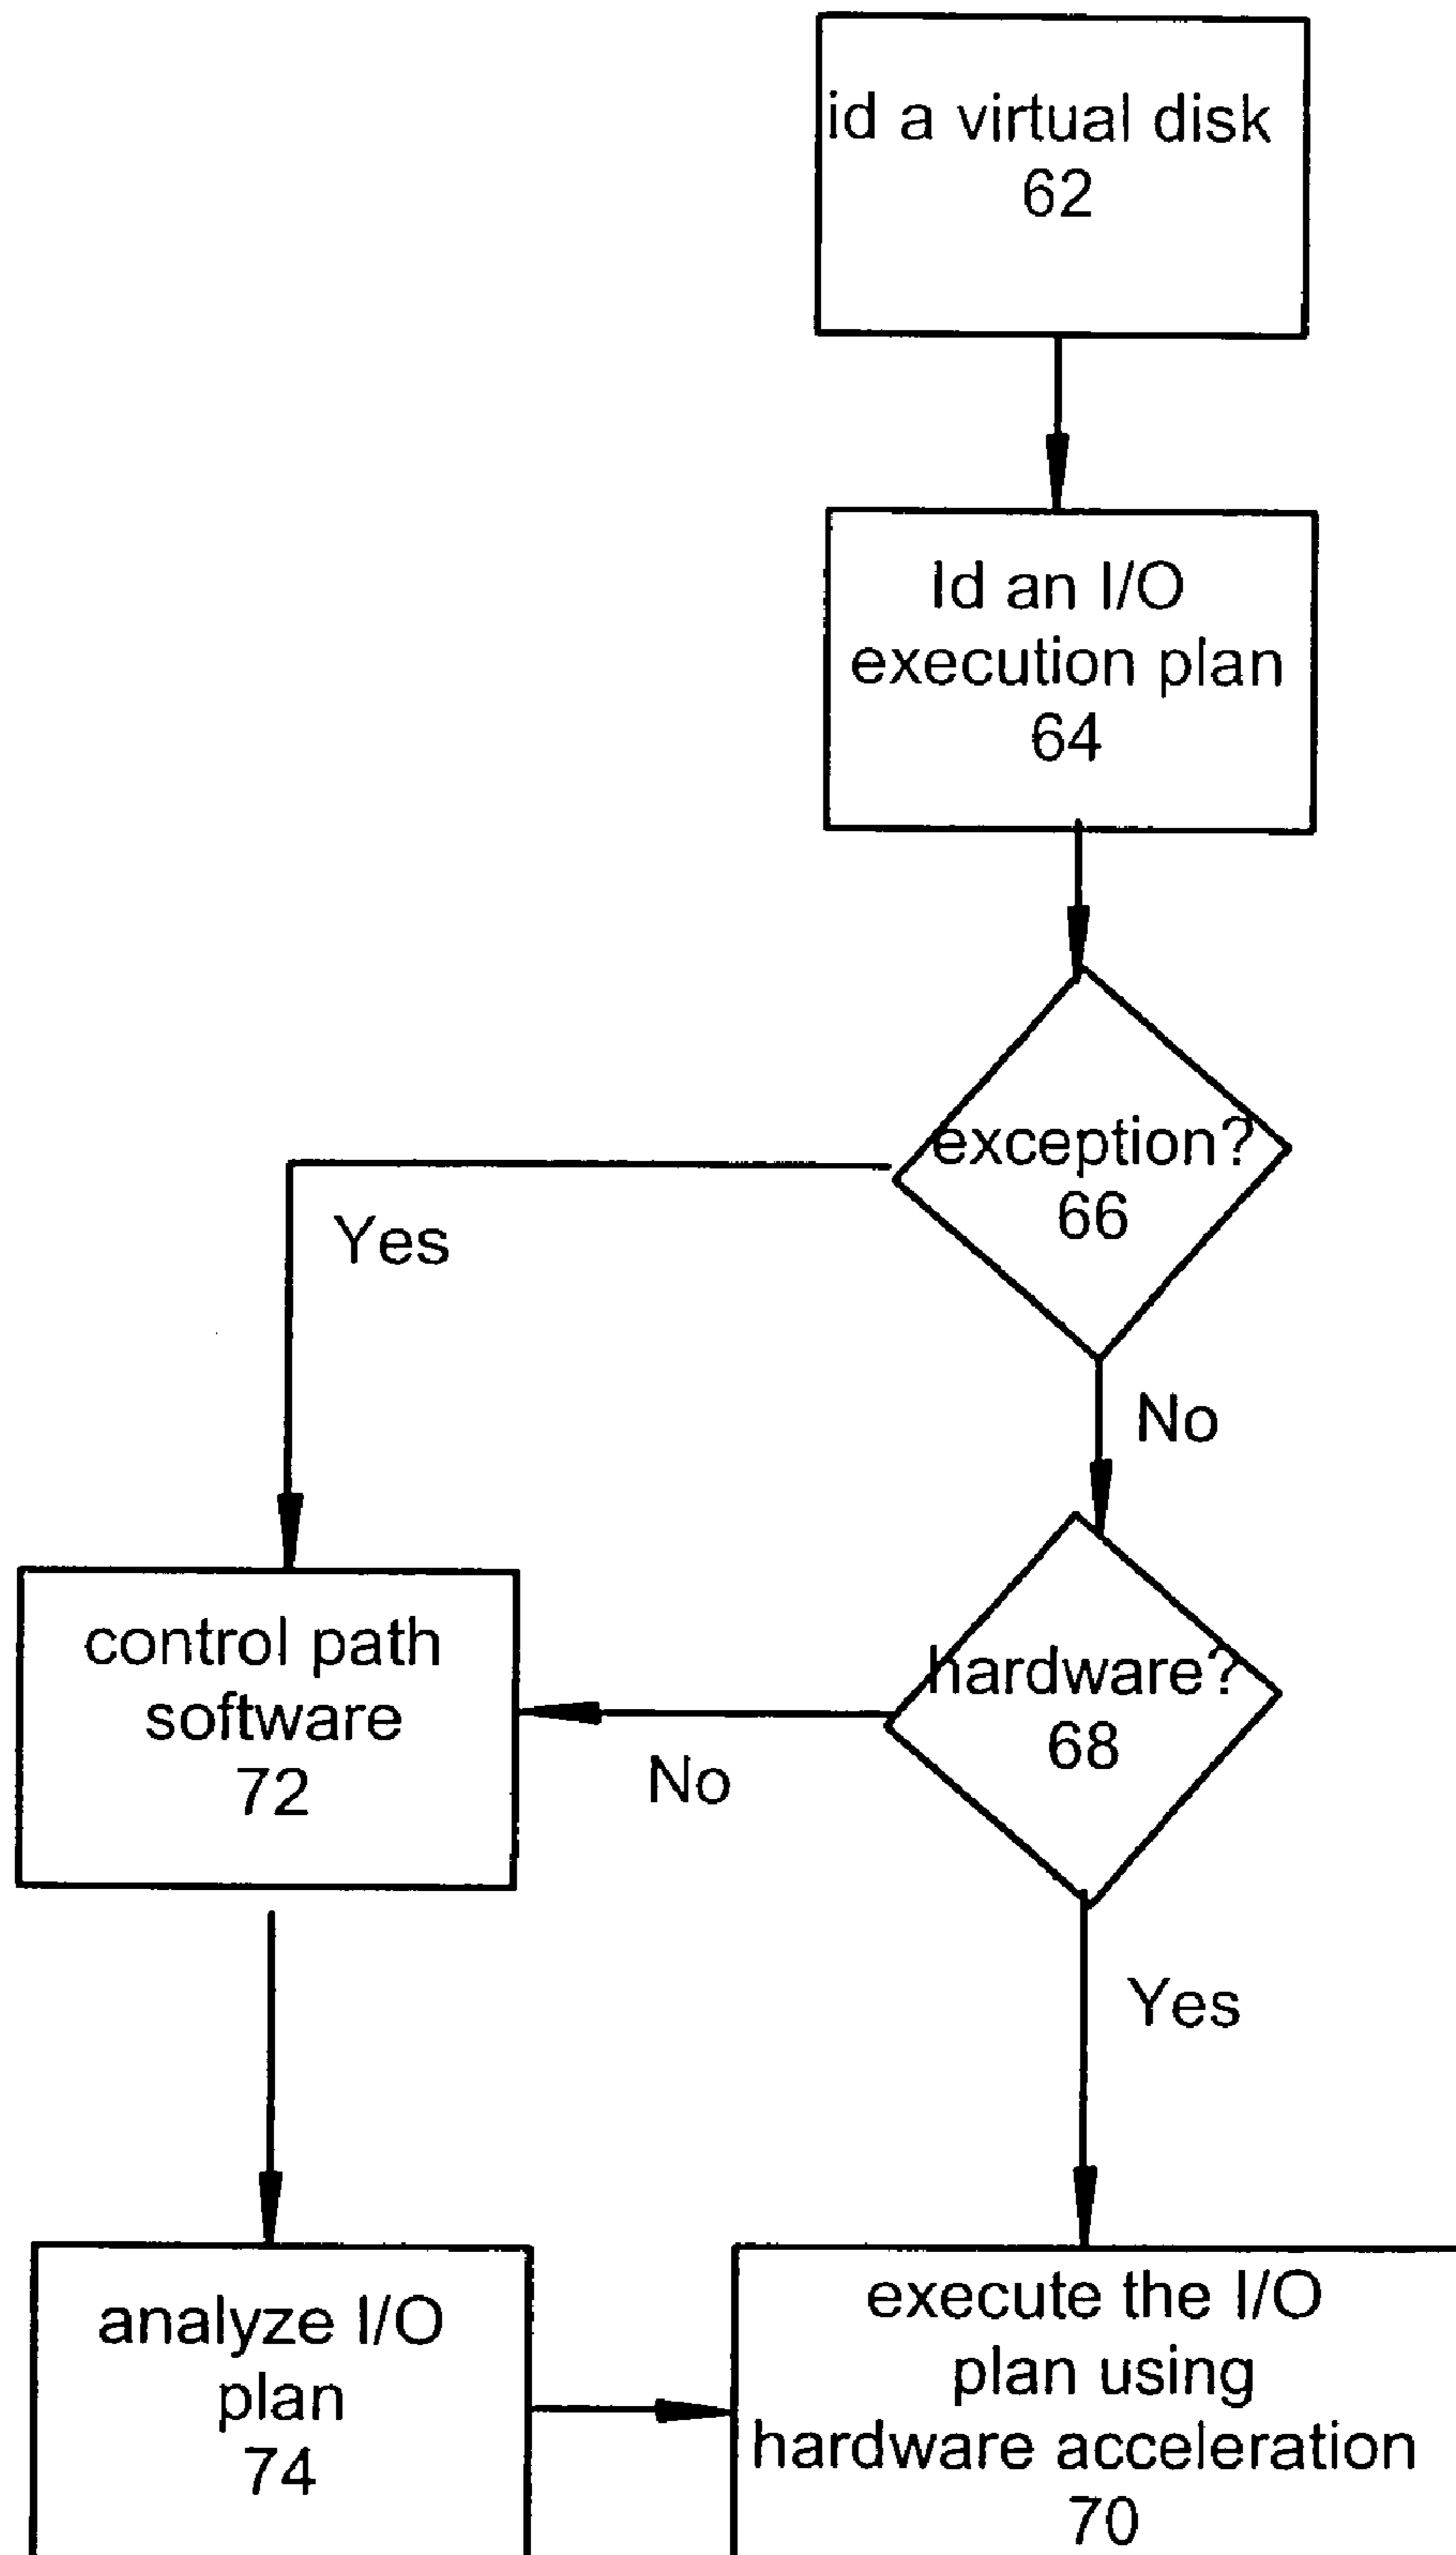 id a virtual disk
62
Id an I/O
execution plan
64
exception?
66
Yes
No
control path
software
72
hardware?
68
No
Yes
analyze I/O
plan
74
execute the I/O
plan using
hardware acceleration
70